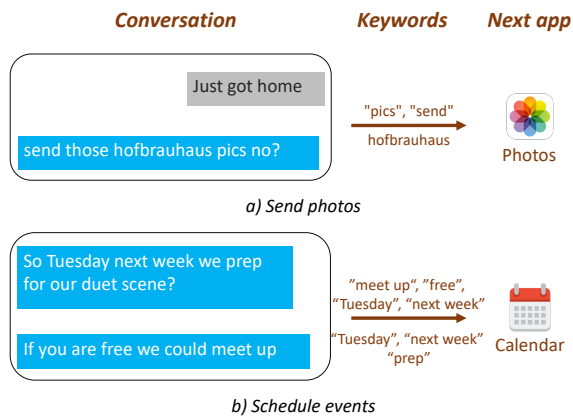 Conversation
Keywords
Next app
Just got home
send those hofbrauhaus pics no?
"pics", "send"
hofbrauhaus
Photos
a) Send photos
So Tuesday next week we prep
for our duet scene?
If you are free we could meet up
”meet up“, ”free”,
“Tuesday”, “next week”
“Tuesday”, “next week”
“prep”
Calendar
b) Schedule events